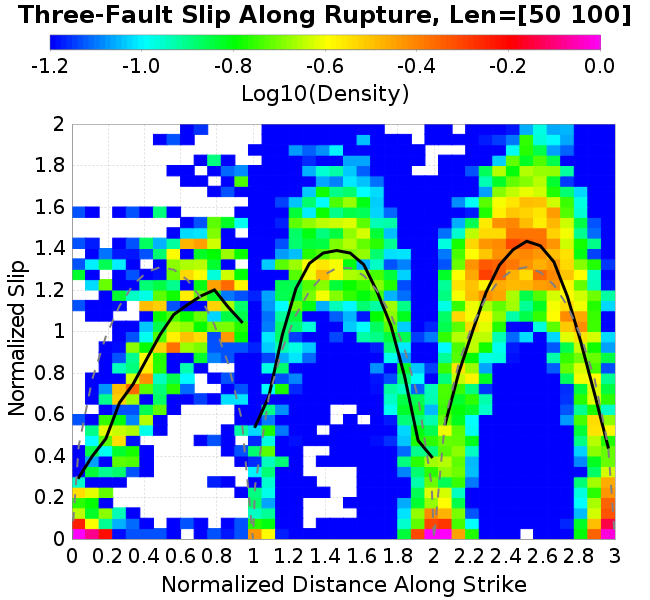 Three-Fault Slip Along Rupture, Len=[50 100]
-1.2 -1.0 -0.8 -0.6 -0.4 -0.2 0.0
Log10(Density)
2
1.8
1.6
1.4
1.2
1
0.8
0.6
0.4
0.2
0
Normalized Slip
0 0.2 0.4 0.6 0.8 1 1.2 1.4 1.6 1.8 2 2.2 2.4 2.6 2.8 3
Normalized Distance Along Strike